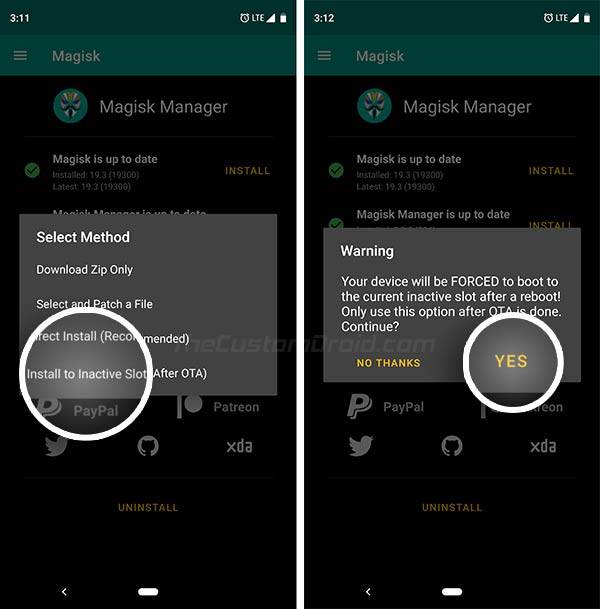 3:11
LTE
Magisk
Magisk Manager
Magisk is up to date
Installed: 19.3 (19300)
Latest: 19.3 (19300)
INSTALL
Magisk Manager is up to date
Select Method
Download Zip Only
Select and Patch a File
Direct Install (Recommended)
Install to Inactive Slot (After OTA)
PayPal
Patreon
xda
UNINSTALL
3:12
LTE
Magisk
Magisk Manager
Magisk is up to date
Installed: 19.3 (19300)
Latest: 19.3 (19300)
INSTALL
Magisk Manager is up to date
INSTALL
Warning
Your device will be FORCED to boot to
the current inactive slot after a reboot!
Only use this option after OTA is done.
Continue?
NO THANKS
YES
PayPal
Patreon
xda
UNINSTALL
TheCustomDroid.com